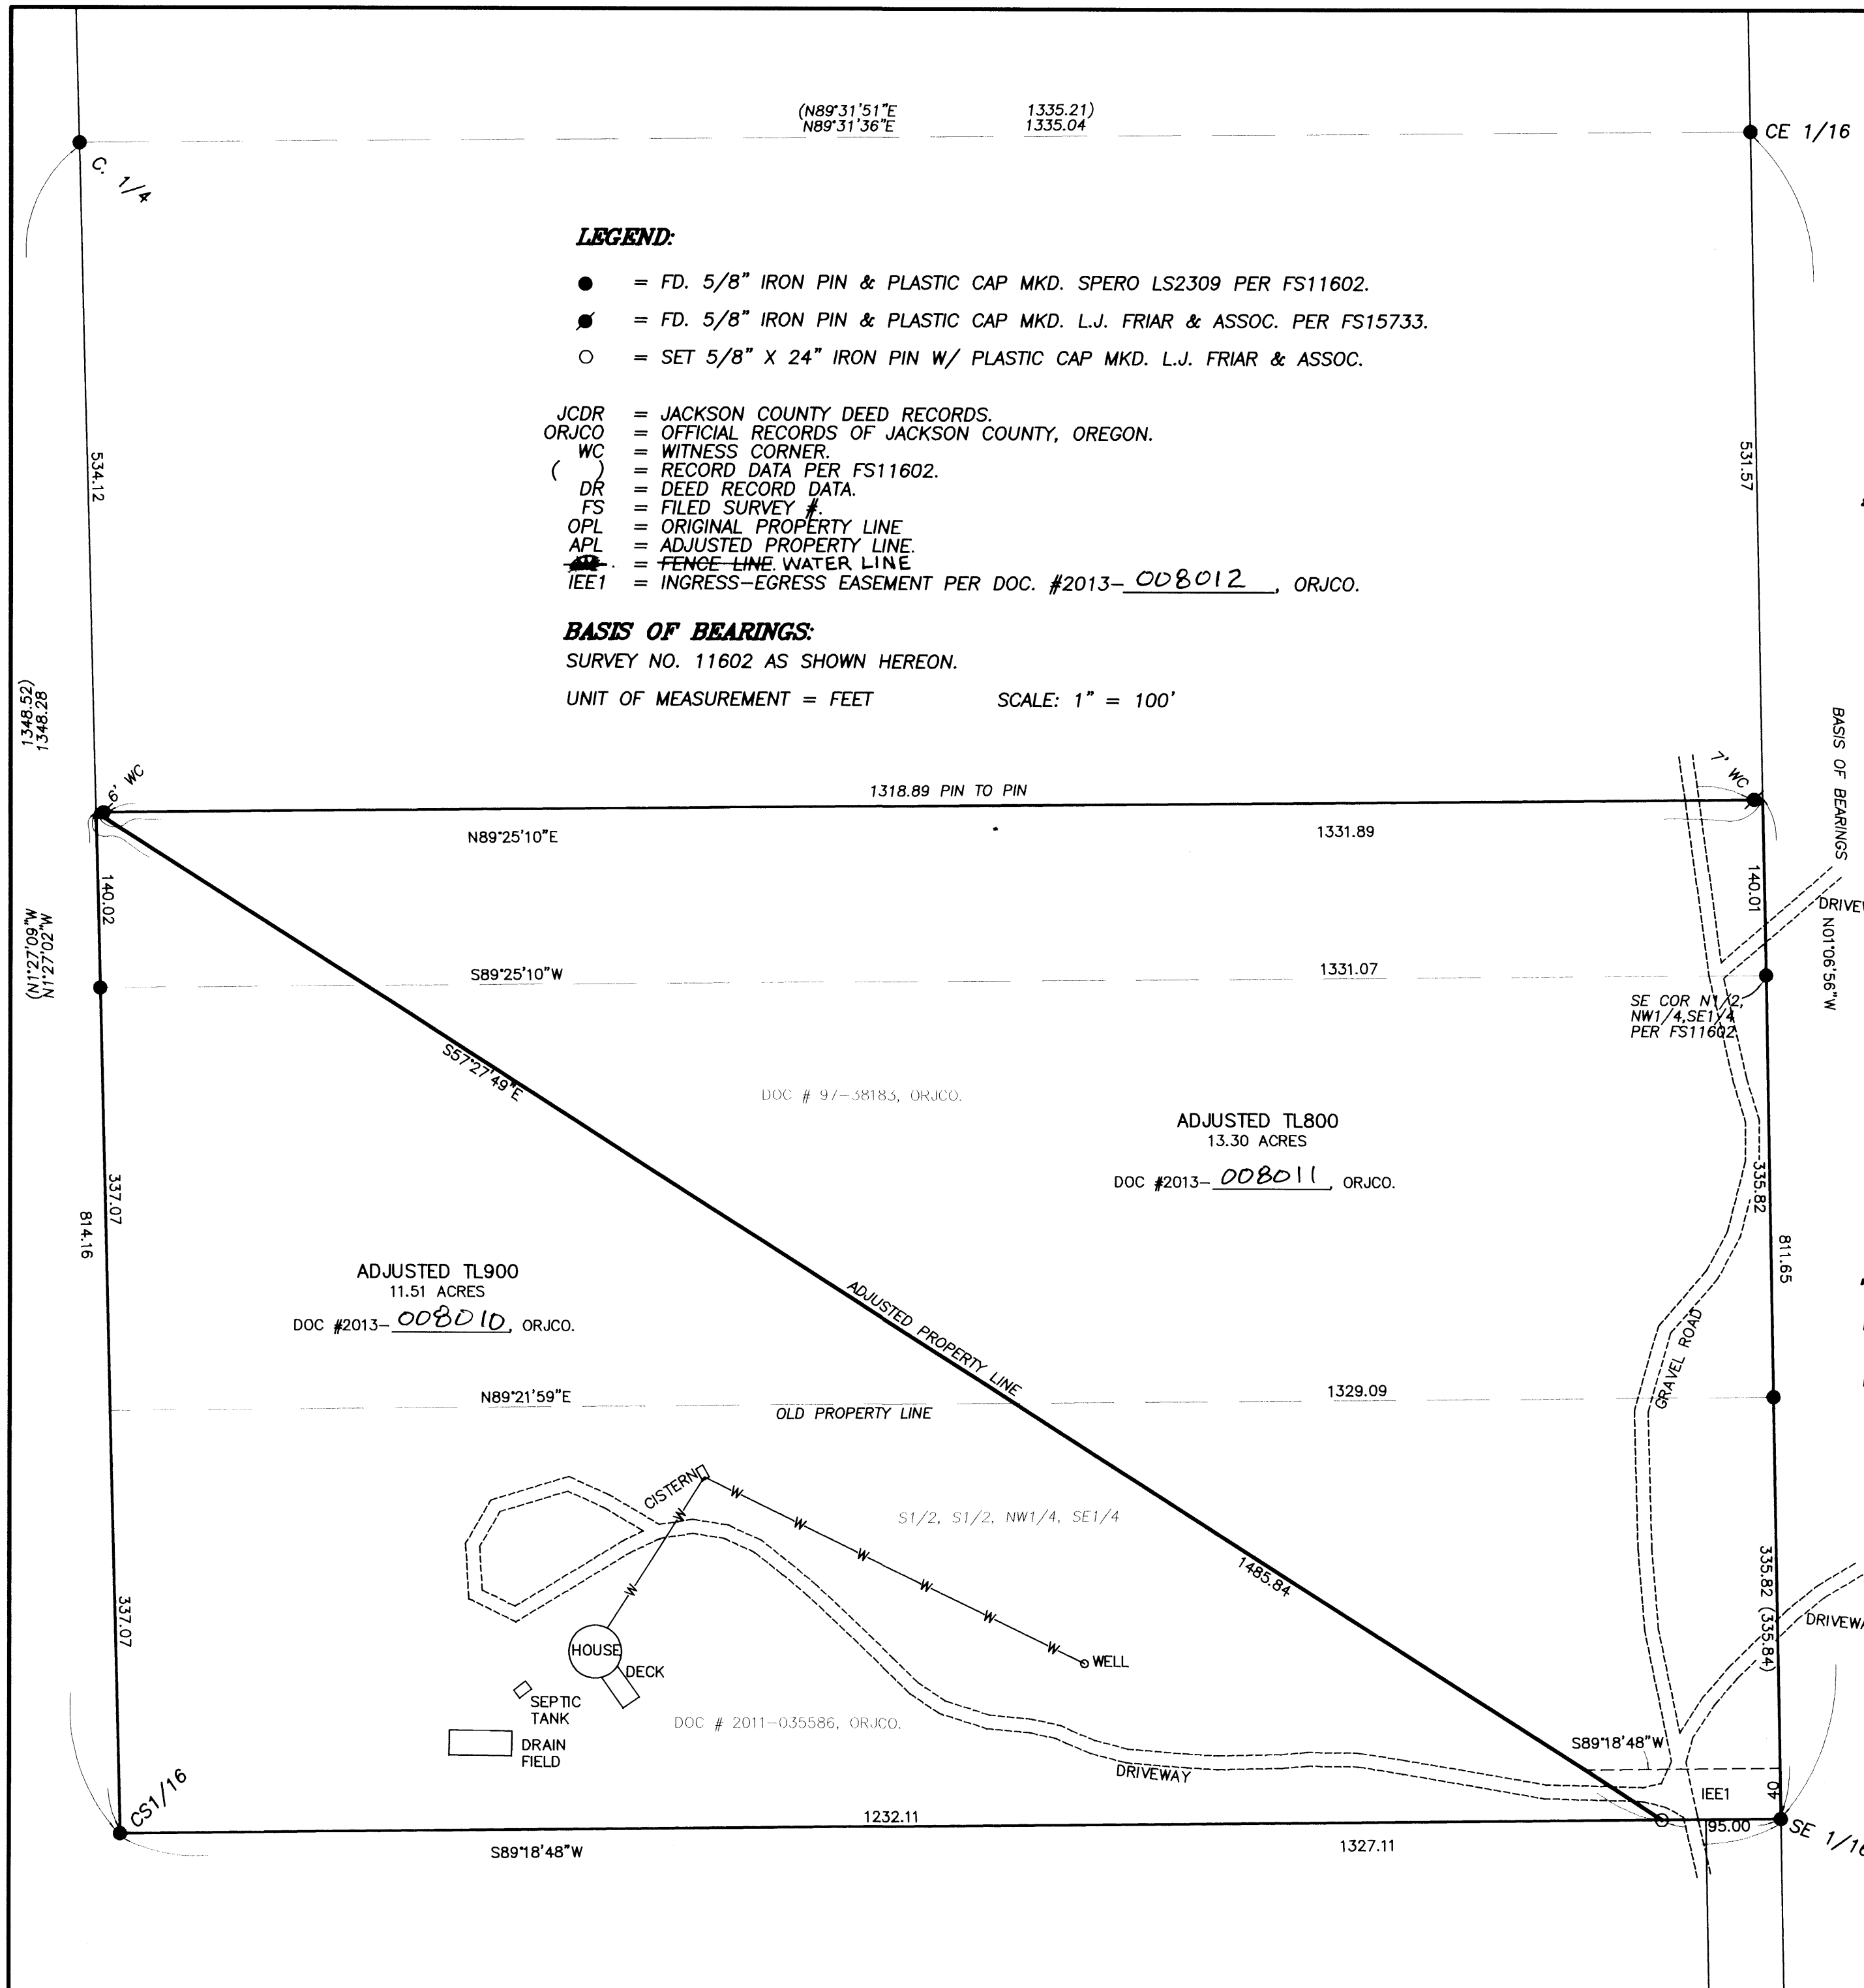 (N89°31'51"E 1335.21)
N89°31'36"E 1335.04
CE 1/16
C. 1/4
LEGEND:
= FD. 5/8" IRON PIN & PLASTIC CAP MKD. SPERO LS2309 PER FS11602.
= FD. 5/8" IRON PIN & PLASTIC CAP MKD. L.J. FRIAR & ASSOC. PER FS15733.
= SET 5/8" X 24" IRON PIN W/ PLASTIC CAP MKD. L.J. FRIAR & ASSOC.
JCDR = JACKSON COUNTY DEED RECORDS.
ORJCO = OFFICIAL RECORDS OF JACKSON COUNTY, OREGON.
WC = WITNESS CORNER.
( ) = RECORD DATA PER FS11602.
DR = DEED RECORD DATA.
FS = FILED SURVEY #.
OPL = ORIGINAL PROPERTY LINE
APL = ADJUSTED PROPERTY LINE.
= FENCE LINE. WATER LINE
IEE1 = INGRESS-EGRESS EASEMENT PER DOC. #2013-008012, ORJCO.
534.12
531.57
BASIS OF BEARINGS:
SURVEY NO. 11602 AS SHOWN HEREON.
UNIT OF MEASUREMENT = FEET SCALE: 1" = 100'
1348.52)
1348.28
BASIS OF BEARINGS
6' WC
7' WC
1318.89 PIN TO PIN
N89°25'10"E
1331.89
140.02
140.01
DRIVEW
(N1°27'09"W
N1°27'02"W
N01°06'56"W
S89°25'10"W
1331.07
SE COR N1/2,
NW1/4,SE1/4
PER FS11602
S57°27'49"E
DOC # 97-38183, ORJCO.
ADJUSTED TL800
13.30 ACRES
DOC #2013-008011, ORJCO.
337.07
814.16
335.82
811.65
ADJUSTED TL900
11.51 ACRES
DOC #2013-008010, ORJCO.
ADJUSTED PROPERTY LINE
GRAVEL ROAD
N89°21'59"E
1329.09
OLD PROPERTY LINE
CISTERN
W
W
W
W
W
W
W
W
S1/2, S1/2, NW1/4, SE1/4
1485.84
337.07
335.82 (335.84)
DRIVEWA
HOUSE
DECK
WELL
SEPTIC
TANK
DRAIN
FIELD
DOC # 2011-035586, ORJCO.
S89°18'48"W
DRIVEWAY
IEE1
40
CS1/16
1232.11
95.00
SE 1/16
S89°18'48"W
1327.11